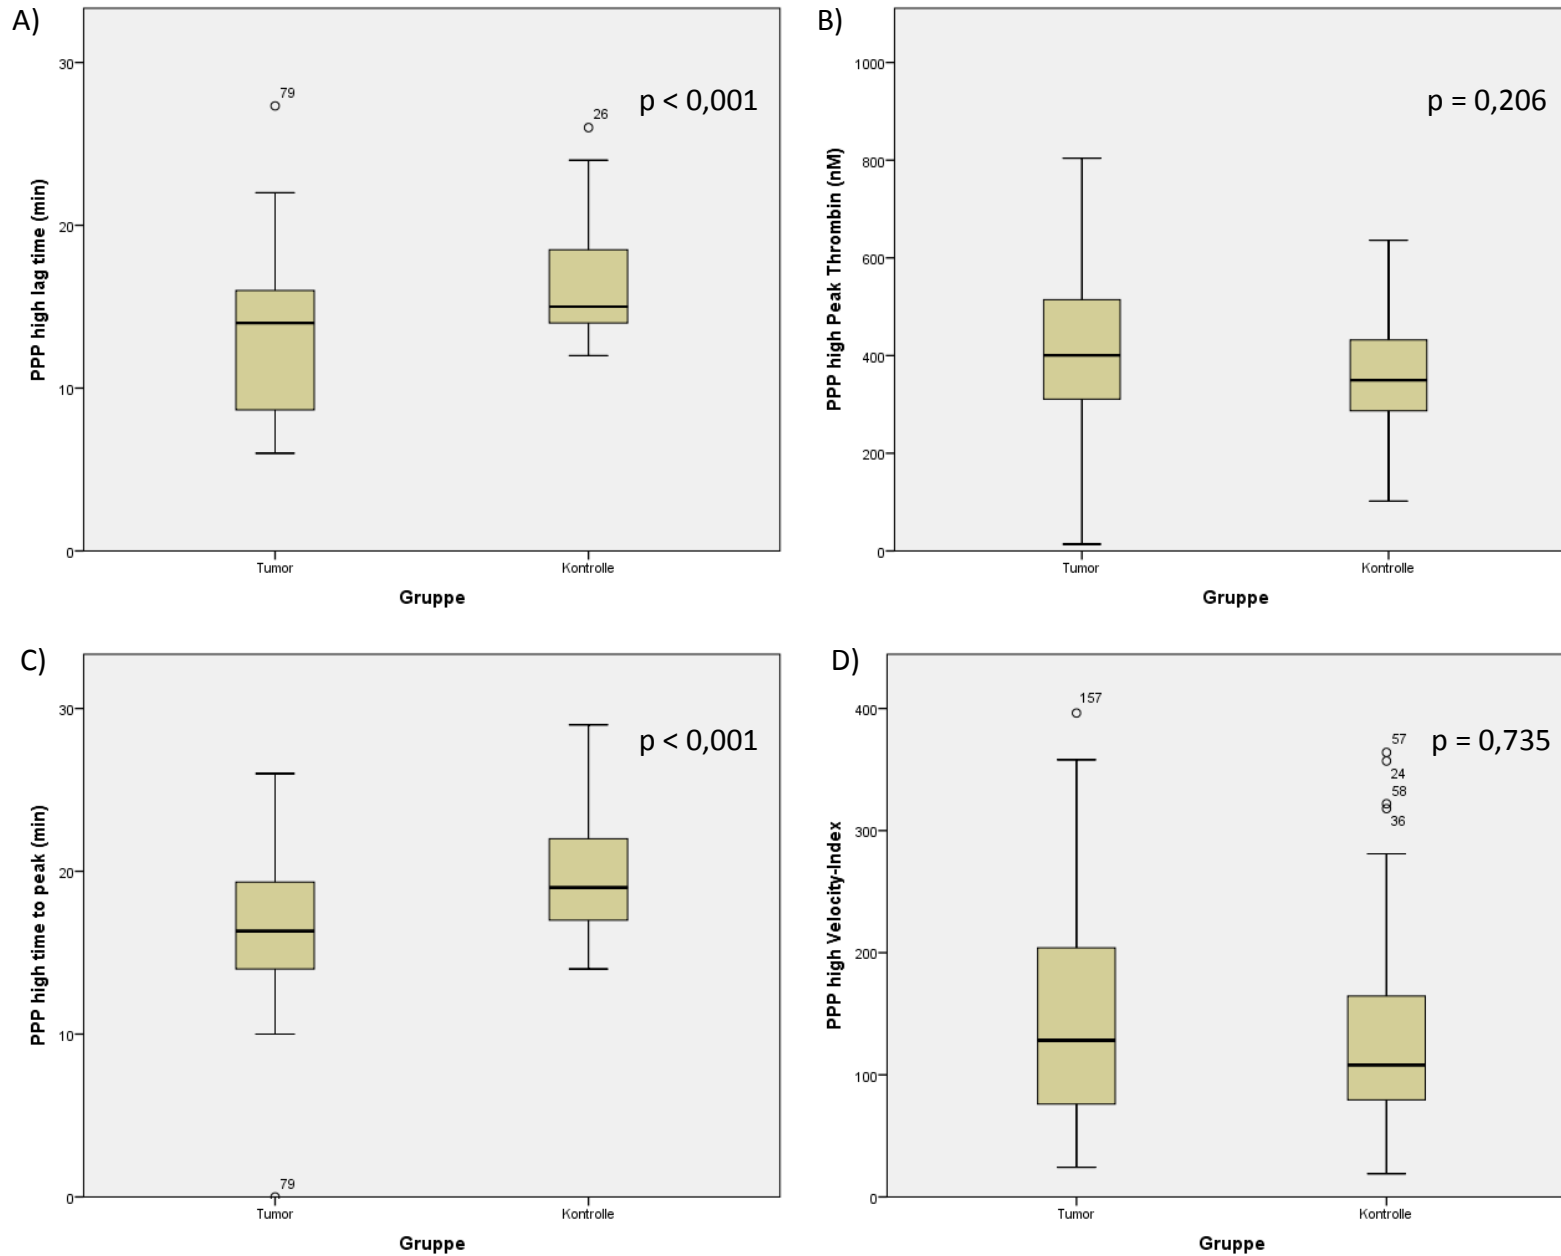 A)
PPP high lag time (min)
30
20
10
0
79
26
p < 0,001
Tumor
Kontrolle
Gruppe
B)
PPP high Peak Thrombin (nM)
1000
800
600
400
200
0
p = 0,206
Tumor
Kontrolle
Gruppe
C)
PPP high time to peak (min)
30
20
10
0
79
p < 0,001
Tumor
Kontrolle
Gruppe
D)
PPP high Velocity-Index
400
300
200
100
0
157
57
24
58
36
p = 0,735
Tumor
Kontrolle
Gruppe